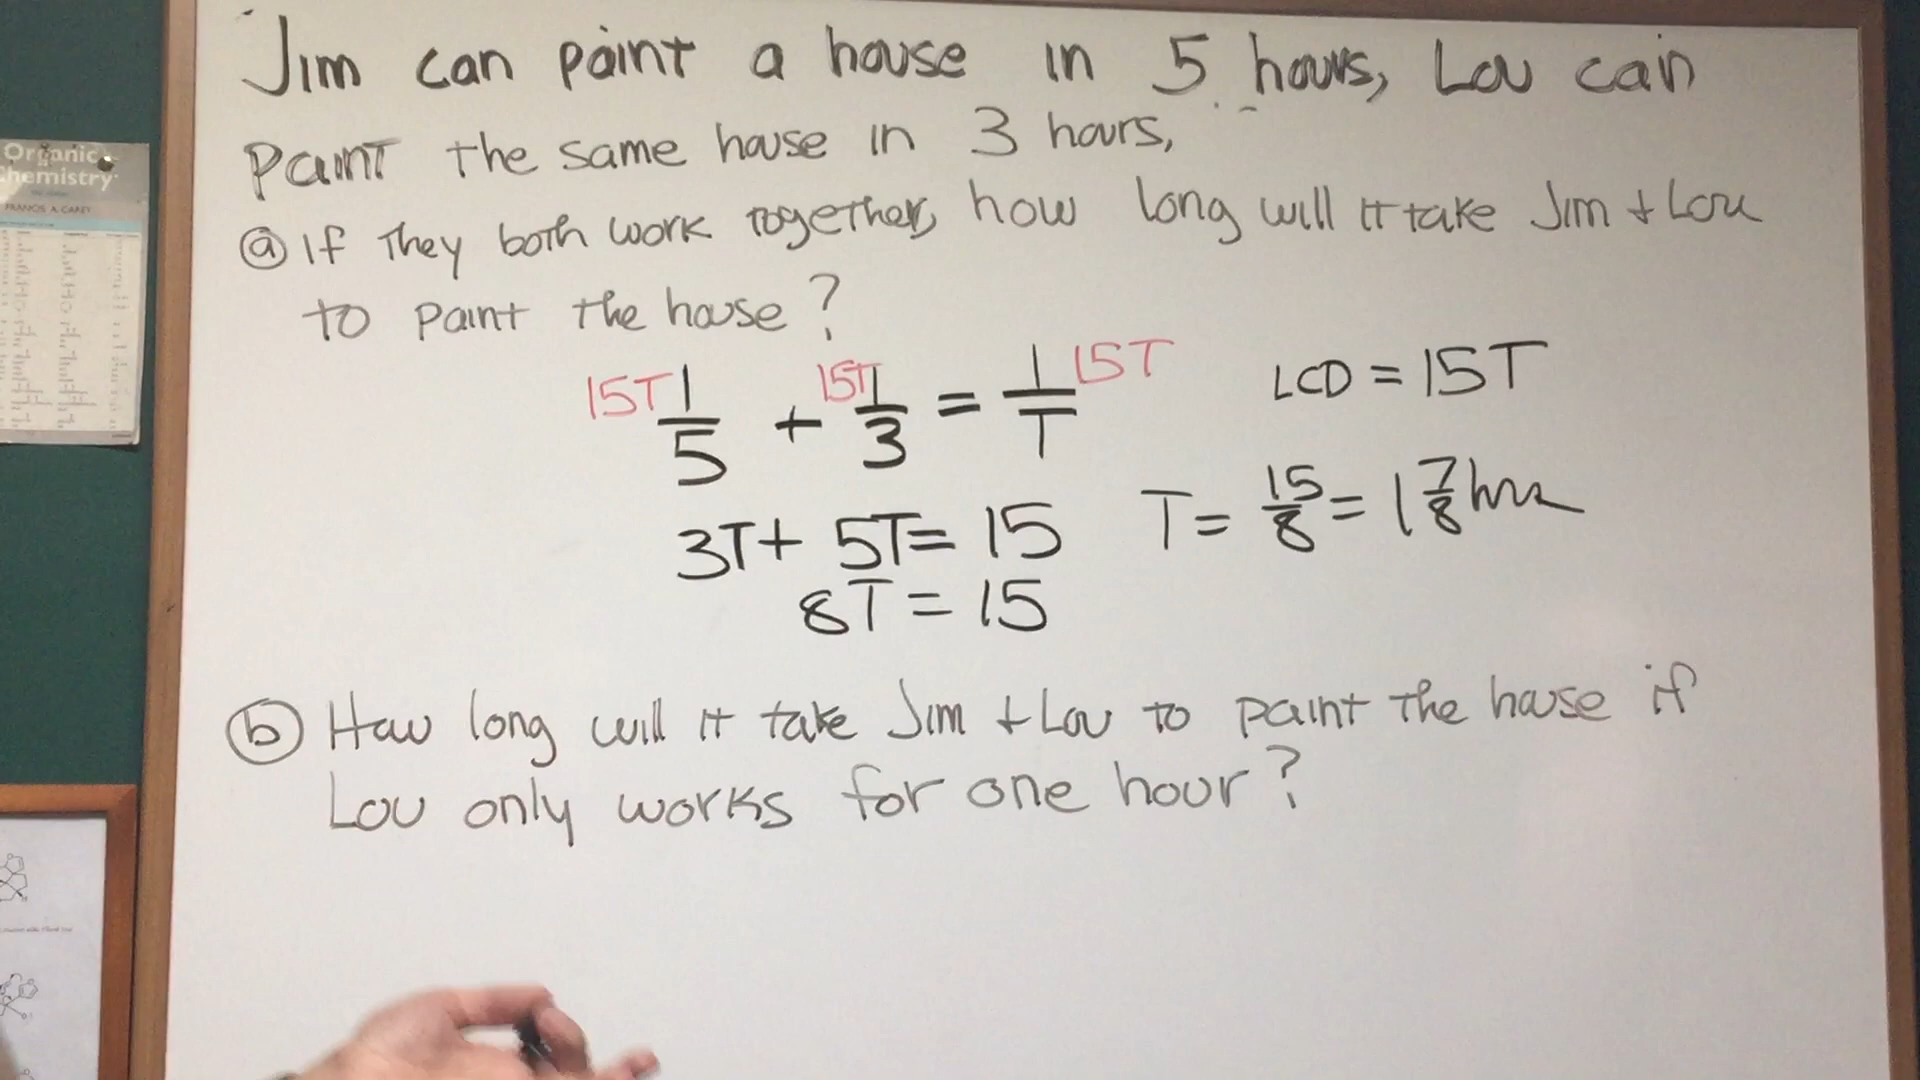 Jim can paint a house in 5 hours, Lou can
paint the same house in 3 hours,
ⓐ If They both work together, how long will it take Jim + Lou
to paint the house?
15T 1/5 + 15T 1/3 = 1/T 15T
LCD = 15T
3T + 5T = 15
T = 15/8 = 1 7/8 hrs
8T = 15
ⓑ How long will it take Jim + Lou to paint the house if
Lou only works for one hour?
Organic
Chemistry
FRANCIS A. CAREY